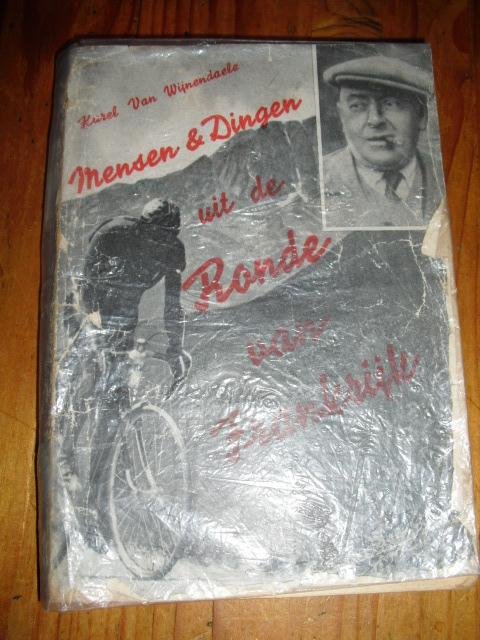 Karel Van Wijnendaele
Mensen & Dingen
uit de
Ronde
van
Frankrijk